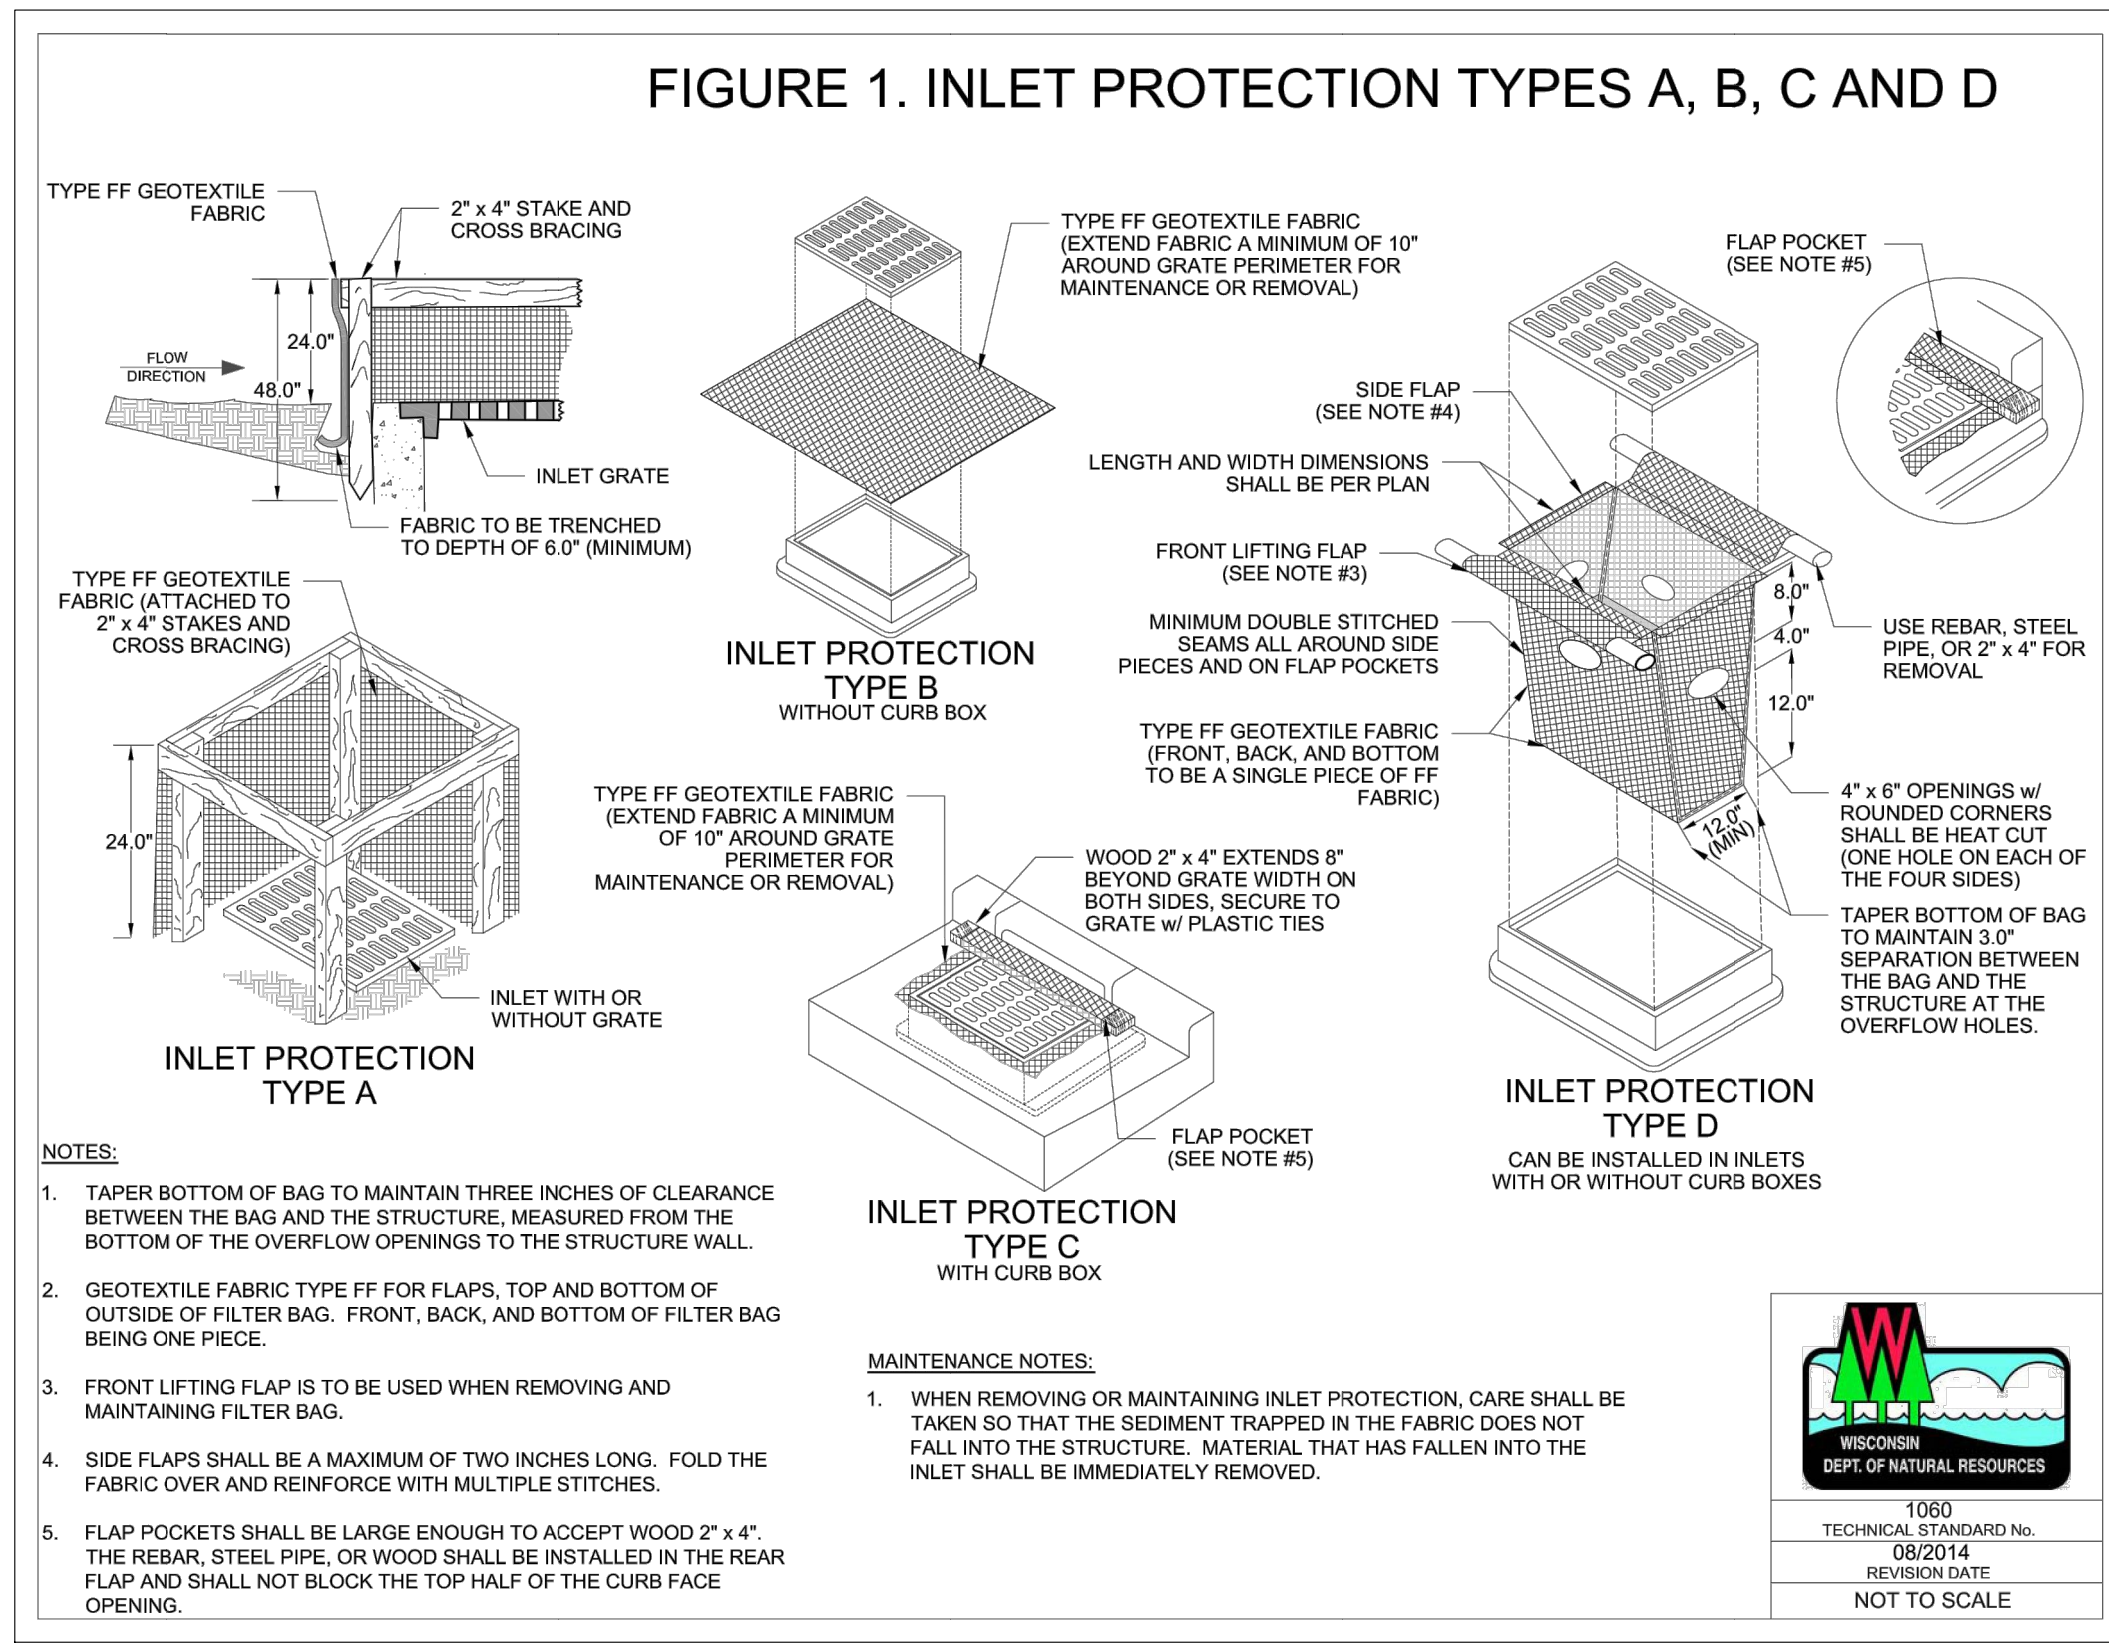 FIGURE 1. INLET PROTECTION TYPES A, B, C AND D
TYPE FF GEOTEXTILE
FABRIC
2" x 4" STAKE AND
CROSS BRACING
24.0"
FLOW
DIRECTION
48.0"
INLET GRATE
FABRIC TO BE TRENCHED
TO DEPTH OF 6.0" (MINIMUM)
TYPE FF GEOTEXTILE
FABRIC (ATTACHED TO
2" x 4" STAKES AND
CROSS BRACING)
24.0"
INLET WITH OR
WITHOUT GRATE
INLET PROTECTION
TYPE A
TYPE FF GEOTEXTILE FABRIC
(EXTEND FABRIC A MINIMUM OF 10"
AROUND GRATE PERIMETER FOR
MAINTENANCE OR REMOVAL)
INLET PROTECTION
TYPE B
WITHOUT CURB BOX
TYPE FF GEOTEXTILE FABRIC
(EXTEND FABRIC A MINIMUM
OF 10" AROUND GRATE
PERIMETER FOR
MAINTENANCE OR REMOVAL)
WOOD 2" x 4" EXTENDS 8"
BEYOND GRATE WIDTH ON
BOTH SIDES, SECURE TO
GRATE w/ PLASTIC TIES
FLAP POCKET
(SEE NOTE #5)
INLET PROTECTION
TYPE C
WITH CURB BOX
FLAP POCKET
(SEE NOTE #5)
SIDE FLAP
(SEE NOTE #4)
LENGTH AND WIDTH DIMENSIONS
SHALL BE PER PLAN
FRONT LIFTING FLAP
(SEE NOTE #3)
MINIMUM DOUBLE STITCHED
SEAMS ALL AROUND SIDE
PIECES AND ON FLAP POCKETS
TYPE FF GEOTEXTILE FABRIC
(FRONT, BACK, AND BOTTOM
TO BE A SINGLE PIECE OF FF
FABRIC)
8.0"
4.0"
12.0"
12.0"
(MIN)
USE REBAR, STEEL
PIPE, OR 2" x 4" FOR
REMOVAL
4" x 6" OPENINGS w/
ROUNDED CORNERS
SHALL BE HEAT CUT
(ONE HOLE ON EACH OF
THE FOUR SIDES)
TAPER BOTTOM OF BAG
TO MAINTAIN 3.0"
SEPARATION BETWEEN
THE BAG AND THE
STRUCTURE AT THE
OVERFLOW HOLES.
INLET PROTECTION
TYPE D
CAN BE INSTALLED IN INLETS
WITH OR WITHOUT CURB BOXES
NOTES:
1. TAPER BOTTOM OF BAG TO MAINTAIN THREE INCHES OF CLEARANCE
BETWEEN THE BAG AND THE STRUCTURE, MEASURED FROM THE
BOTTOM OF THE OVERFLOW OPENINGS TO THE STRUCTURE WALL.
2. GEOTEXTILE FABRIC TYPE FF FOR FLAPS, TOP AND BOTTOM OF
OUTSIDE OF FILTER BAG. FRONT, BACK, AND BOTTOM OF FILTER BAG
BEING ONE PIECE.
3. FRONT LIFTING FLAP IS TO BE USED WHEN REMOVING AND
MAINTAINING FILTER BAG.
4. SIDE FLAPS SHALL BE A MAXIMUM OF TWO INCHES LONG. FOLD THE
FABRIC OVER AND REINFORCE WITH MULTIPLE STITCHES.
5. FLAP POCKETS SHALL BE LARGE ENOUGH TO ACCEPT WOOD 2" x 4".
THE REBAR, STEEL PIPE, OR WOOD SHALL BE INSTALLED IN THE REAR
FLAP AND SHALL NOT BLOCK THE TOP HALF OF THE CURB FACE
OPENING.
MAINTENANCE NOTES:
1. WHEN REMOVING OR MAINTAINING INLET PROTECTION, CARE SHALL BE
TAKEN SO THAT THE SEDIMENT TRAPPED IN THE FABRIC DOES NOT
FALL INTO THE STRUCTURE. MATERIAL THAT HAS FALLEN INTO THE
INLET SHALL BE IMMEDIATELY REMOVED.
W
WISCONSIN
DEPT. OF NATURAL RESOURCES
1060
TECHNICAL STANDARD No.
08/2014
REVISION DATE
NOT TO SCALE